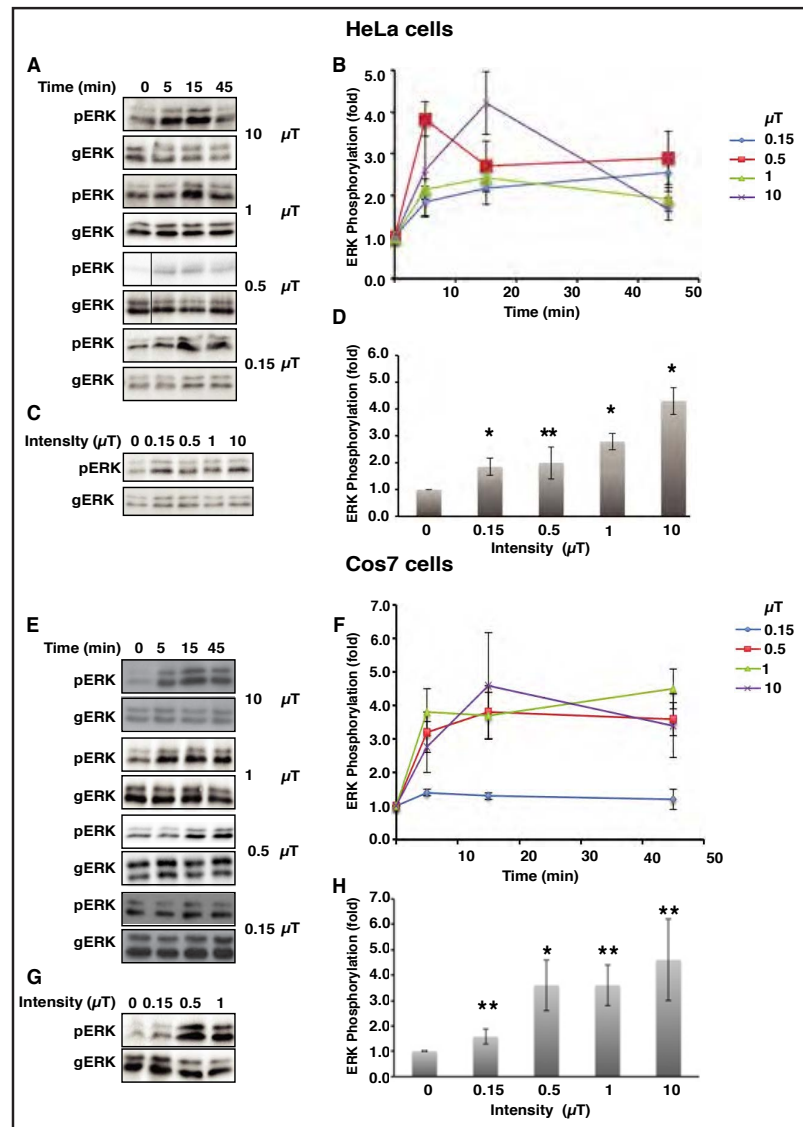 HeLa cells
A
Time (min) 0 5 15 45
pERK
gERK
10 µT
pERK
gERK
1 µT
pERK
gERK
0.5 µT
pERK
gERK
0.15 µT
B
ERK Phosphorylation (fold)
5.0
4.0
3.0
2.0
1.0
0.0
10 20 30 40 50
Time (min)
µT
0.15
0.5
1
10
C
Intensity (µT) 0 0.15 0.5 1 10
pERK
gERK
D
ERK Phosphorylation (fold)
6.0
5.0
4.0
3.0
2.0
1.0
0.0
* ** * *
0 0.15 0.5 1 10
Intensity (µT)
Cos7 cells
E
Time (min) 0 5 15 45
pERK
gERK
10 µT
pERK
gERK
1 µT
pERK
gERK
0.5 µT
pERK
gERK
0.15 µT
F
ERK Phosphorylation (fold)
7.0
6.0
5.0
4.0
3.0
2.0
1.0
0.0
10 20 30 40 50
Time (min)
µT
0.15
0.5
1
10
G
Intensity (µT) 0 0.15 0.5 1
pERK
gERK
H
ERK Phosphorylation (fold)
7.0
6.0
5.0
4.0
3.0
2.0
1.0
0.0
** * ** **
0 0.15 0.5 1 10
Intensity (µT)